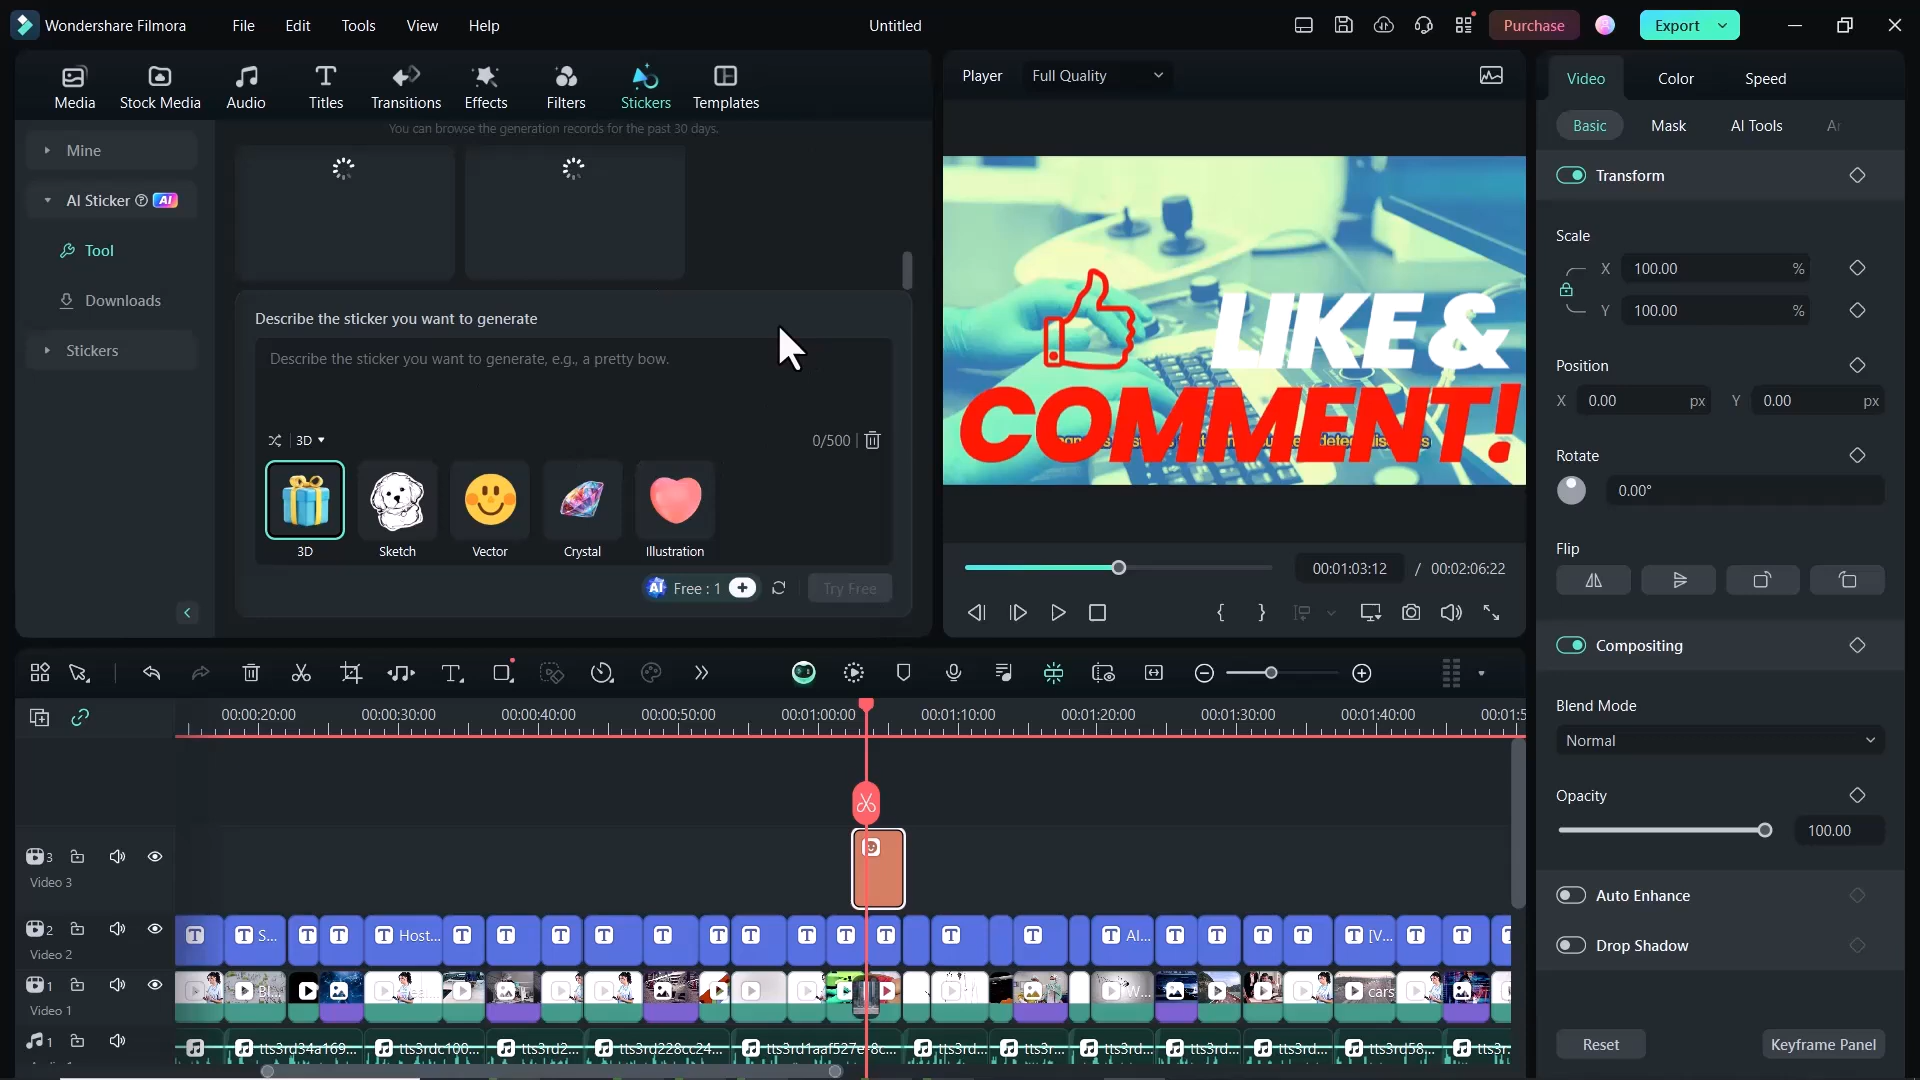 Wondershare Filmora File Edit Tools View Help Untitled Purchase Export
Media Stock Media Audio Titles Transitions Effects Filters Stickers Templates
Player Full Quality
Video Color Speed
Basic Mask AI Tools
You can browse the generation records for the past 30 days.
Mine
AI Sticker AI
Tool
Downloads
Stickers
Describe the sticker you want to generate
Describe the sticker you want to generate, e.g., a pretty bow.
3D
0/500
3D Sketch Vector Crystal Illustration
AI Free : 1 Try Free
LIKE &
COMMENT!
00:01:03:12 / 00:02:06:22
Transform
Scale
X 100.00 %
Y 100.00 %
Position
X 0.00 px Y 0.00 px
Rotate
0.00°
Flip
Compositing
Blend Mode
Normal
Opacity
100.00
Auto Enhance
Drop Shadow
Reset Keyframe Panel
00:00:20:00 00:00:30:00 00:00:40:00 00:00:50:00 00:01:00:00 00:01:10:00 00:01:20:00 00:01:30:00 00:01:40:00 00:01:5
3
Video 3
2
Video 2
S... Host... AI... [V...
1
Video 1
Bl... W... cars
1
tts3rd34a169... tts3rdc100... tts3rd2... tts3rd228cc24... tts3rd1aaf527e-8c... tts3rd... tts3r... tts3rd... tts3rd... tts3rd... tts3rd58... tts3r